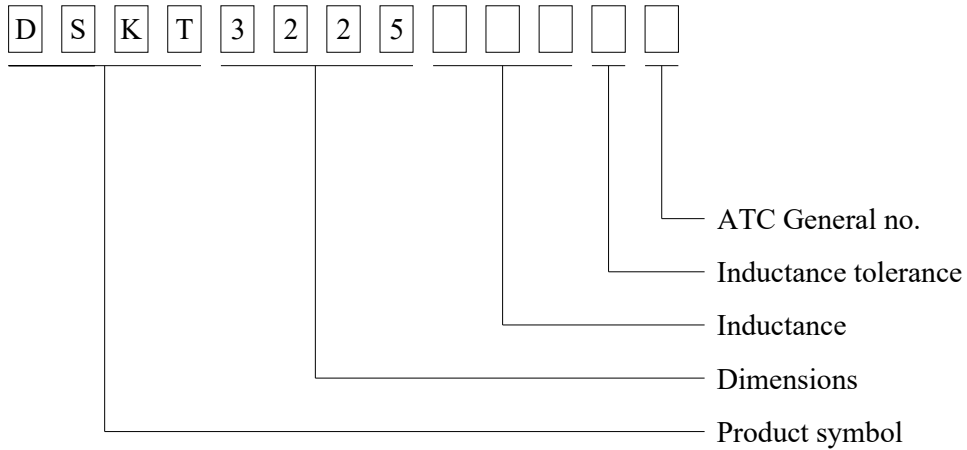 D S K T 3 2 2 5
ATC General no.
Inductance tolerance
Inductance
Dimensions
Product symbol